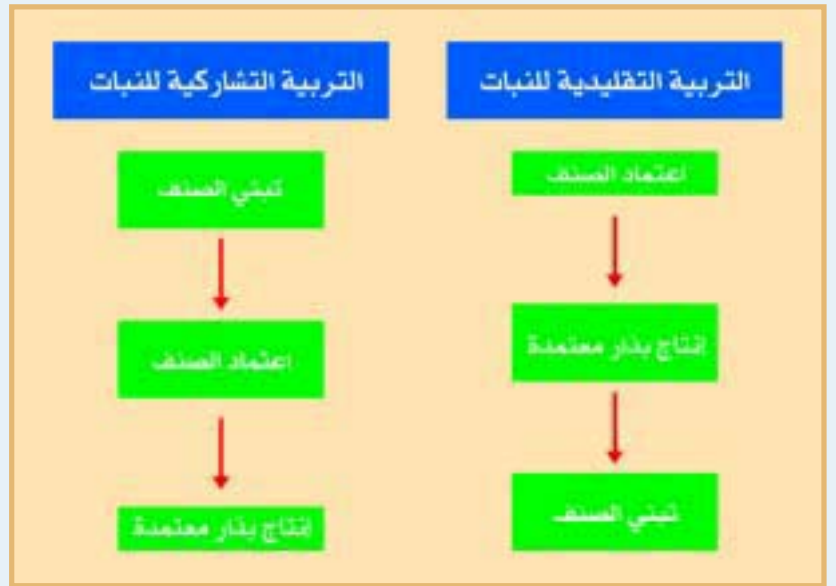 التربية التقليدية للنبات
اعتماد الصنف
إنتاج بذار معتمدة
تبني الصنف
التربية التشاركية للنبات
تبني الصنف
اعتماد الصنف
إنتاج بذار معتمدة